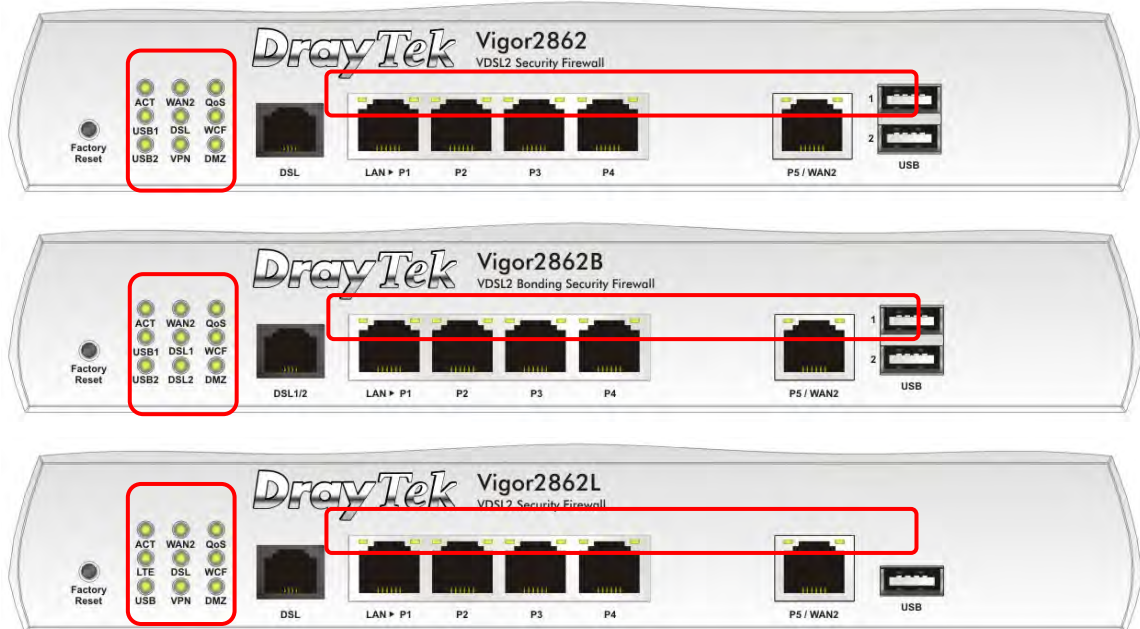 DrayTek Vigor2862
VDSL2 Security Firewall
ACT WAN2 QoS
USB1 DSL WCF
USB2 VPN DMZ
Factory
Reset
DSL
LAN ▶ P1 P2 P3 P4
P5 / WAN2
1
2
USB
DrayTek Vigor2862B
VDSL2 Bonding Security Firewall
ACT WAN2 QoS
USB1 DSL1 WCF
USB2 DSL2 DMZ
Factory
Reset
DSL1/2
LAN ▶ P1 P2 P3 P4
P5 / WAN2
1
2
USB
DrayTek Vigor2862L
VDSL2 Security Firewall
ACT WAN2 QoS
LTE DSL WCF
USB VPN DMZ
Factory
Reset
DSL
LAN ▶ P1 P2 P3 P4
P5 / WAN2
USB